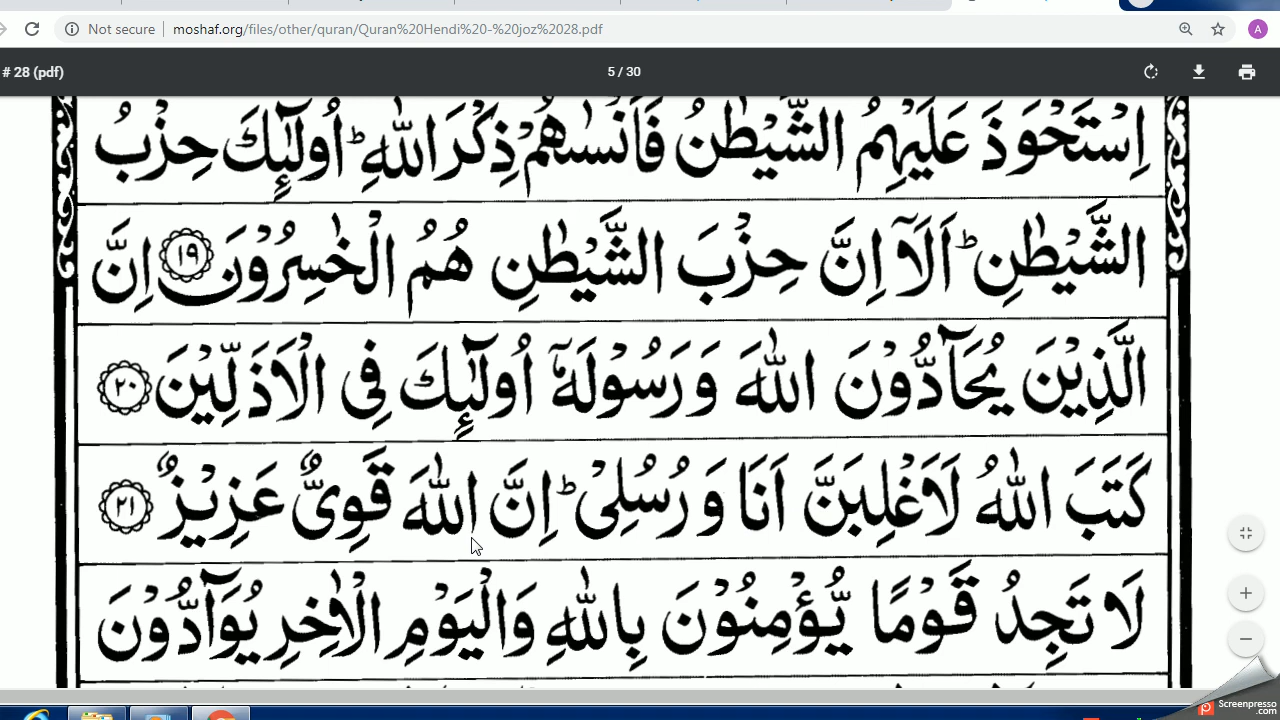 Not secure | moshaf.org/files/other/quran/Quran%20Hendi%20-%20joz%2028.pdf
A
# 28 (pdf)
5 / 30
اِسْتَحْوَذَ عَلَيْهِمُ الشَّيْطٰنُ فَاَنْسٰىهُمْ ذِكْرَ اللّٰهِ ؕ اُولٰٓئِكَ حِزْبُ
الشَّيْطٰنِ ؕ اَلَاۤ اِنَّ حِزْبَ الشَّيْطٰنِ هُمُ الْخٰسِرُوْنَ ١٩ اِنَّ
الَّذِيْنَ يُحَآدُّوْنَ اللّٰهَ وَرَسُوْلَهٗۤ اُولٰٓئِكَ فِى الْاَذَلِّيْنَ ٢٠
كَتَبَ اللّٰهُ لَاَغْلِبَنَّ اَنَا وَرُسُلِىْ ؕ اِنَّ اللّٰهَ قَوِىٌّ عَزِيْزٌ ٢١
لَا تَجِدُ قَوْمًا يُّؤْمِنُوْنَ بِاللّٰهِ وَالْيَوْمِ الْاٰخِرِ يُوَآدُّوْنَ
Screenpresso
.com